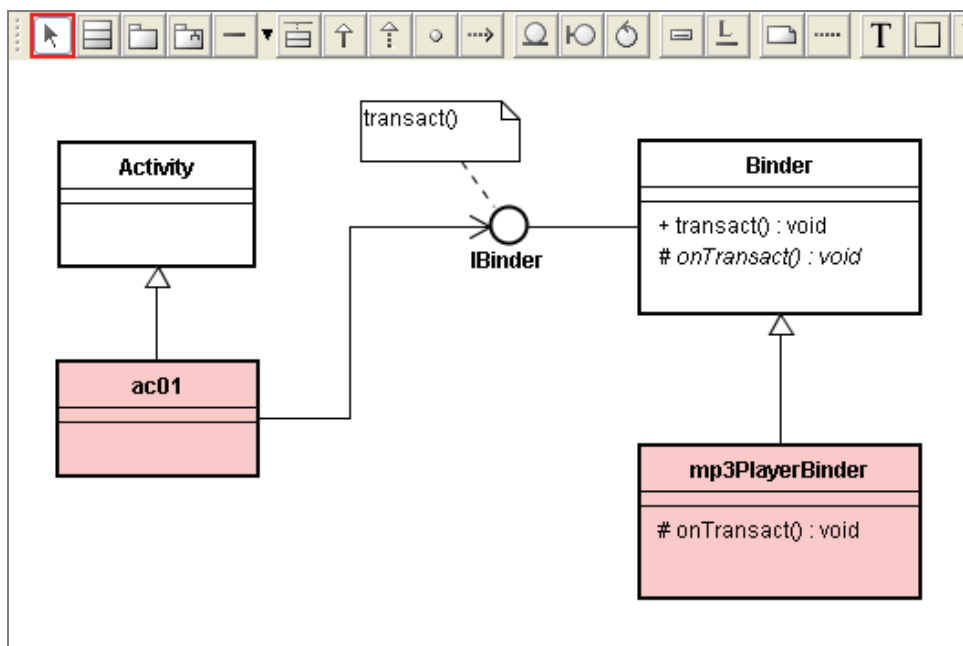 T
transact()
Activity
Binder
+ transact() : void
# onTransact() : void
IBinder
ac01
mp3PlayerBinder
# onTransact() : void